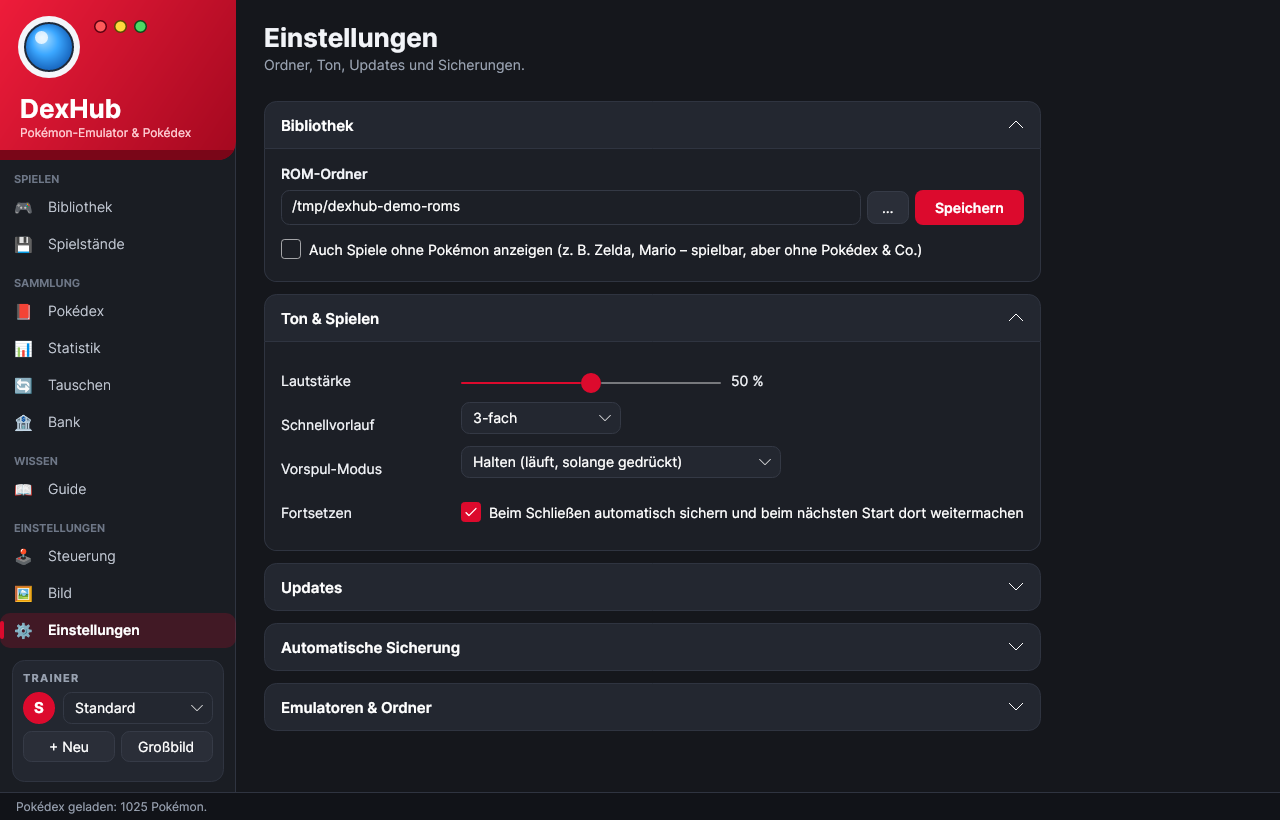 DexHub
Pokémon-Emulator & Pokédex
SPIELEN
Bibliothek
Spielstände
SAMMLUNG
Pokédex
Statistik
Tauschen
Bank
WISSEN
Guide
EINSTELLUNGEN
Steuerung
Bild
Einstellungen
TRAINER
S
Standard
+ Neu
Großbild
Einstellungen
Ordner, Ton, Updates und Sicherungen.
Bibliothek
ROM-Ordner
/tmp/dexhub-demo-roms
...
Speichern
Auch Spiele ohne Pokémon anzeigen (z. B. Zelda, Mario – spielbar, aber ohne Pokédex & Co.)
Ton & Spielen
Lautstärke
50 %
Schnellvorlauf
3-fach
Vorspul-Modus
Halten (läuft, solange gedrückt)
Fortsetzen
Beim Schließen automatisch sichern und beim nächsten Start dort weitermachen
Updates
Automatische Sicherung
Emulatoren & Ordner
Pokédex geladen: 1025 Pokémon.